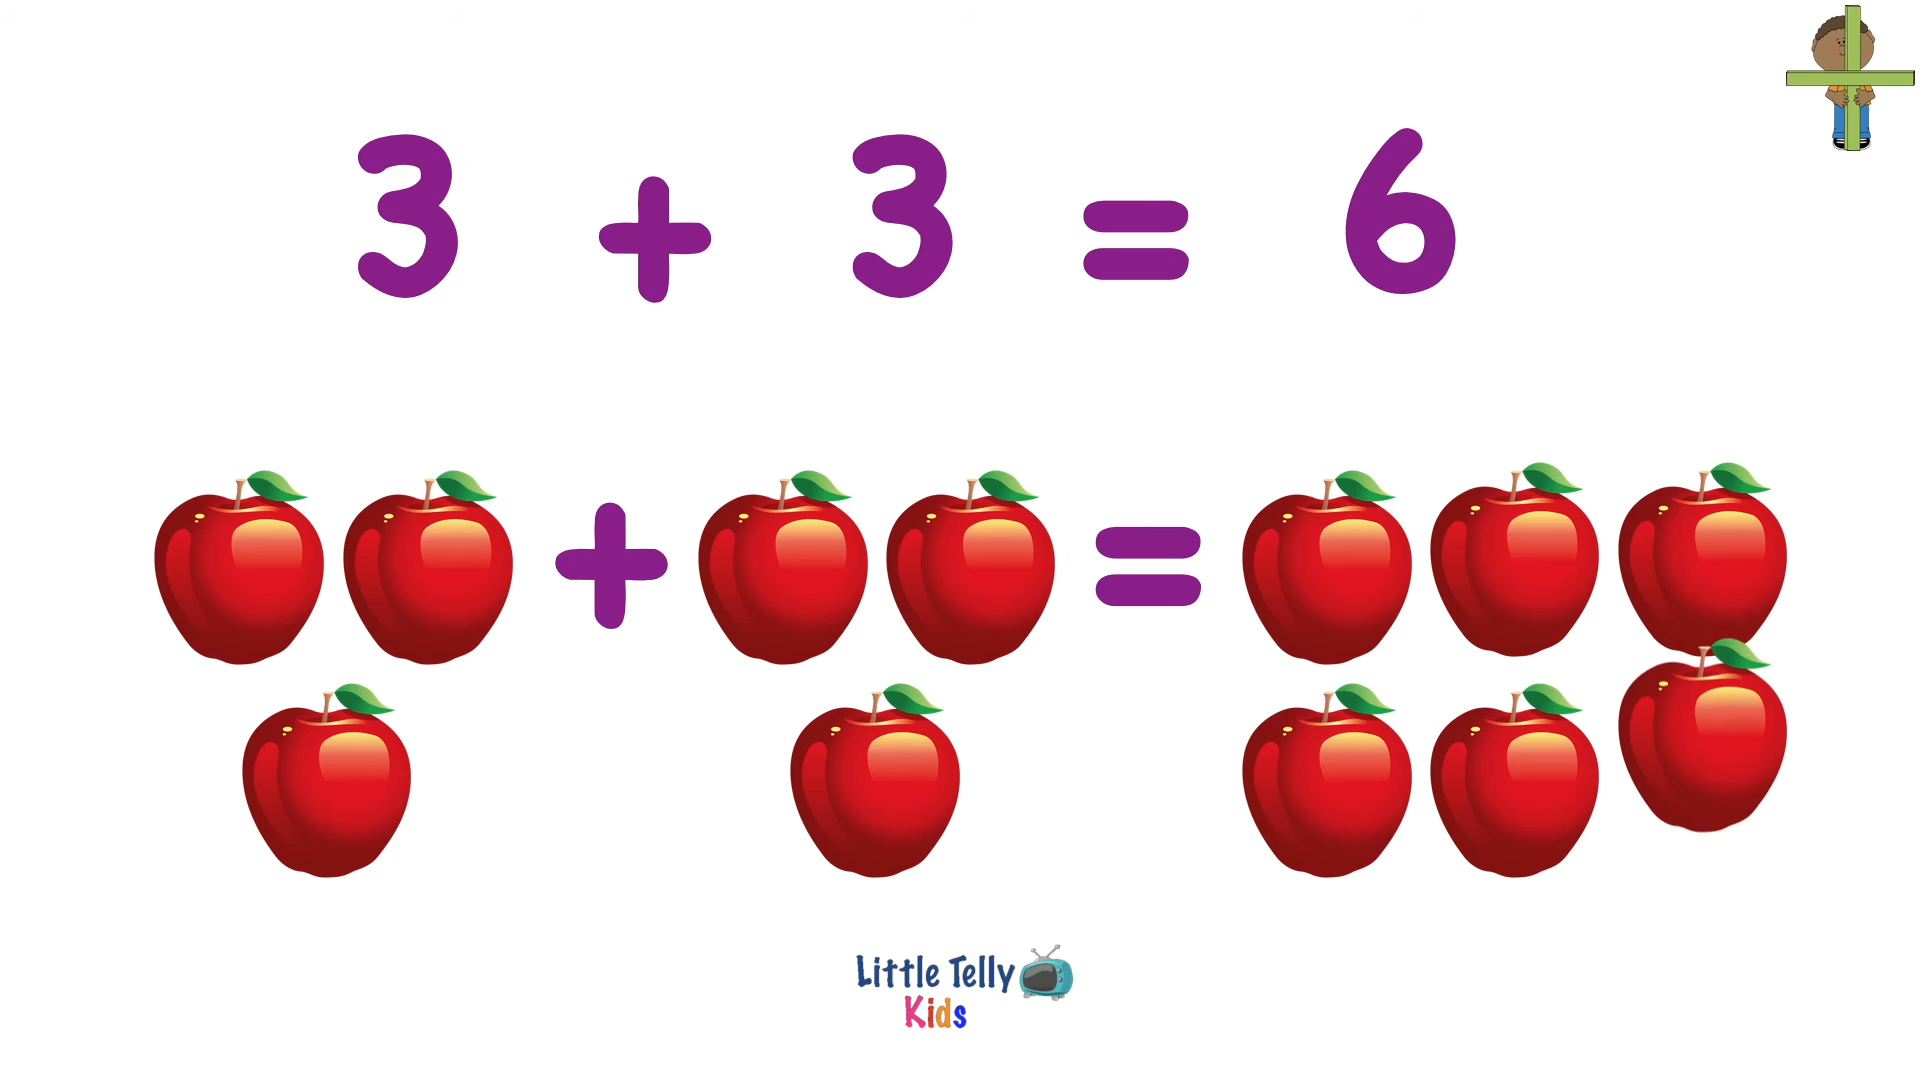 3 + 3 = 6
+ =
Little Telly
Kids